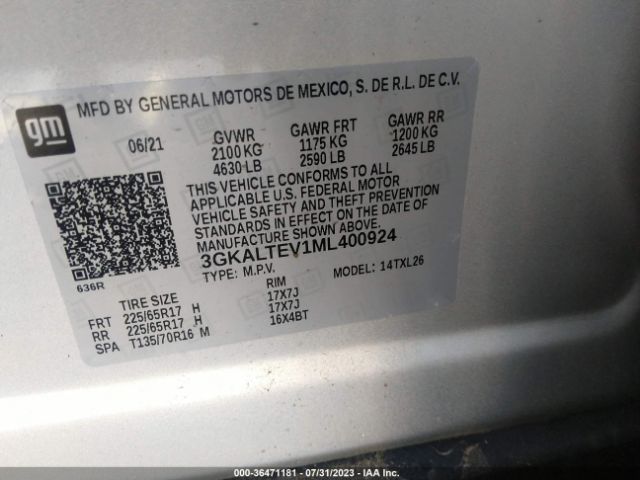 gm
MFD BY GENERAL MOTORS DE MEXICO, S. DE R.L. DE C.V.
06/21 GVWR GAWR FRT GAWR RR
2100 KG 1175 KG 1200 KG
4630 LB 2590 LB 2645 LB
THIS VEHICLE CONFORMS TO ALL
APPLICABLE U.S. FEDERAL MOTOR
VEHICLE SAFETY AND THEFT PREVENTION
STANDARDS IN EFFECT ON THE DATE OF
MANUFACTURE SHOWN ABOVE.
3GKALTEV1ML400924
636R
TYPE: M.P.V. MODEL: 14TXL26
TIRE SIZE RIM
FRT 225/65R17 H 17X7J
RR 225/65R17 H 17X7J
SPA T135/70R16 M 16X4BT
000-36471181 - 07/31/2023 - IAA Inc.